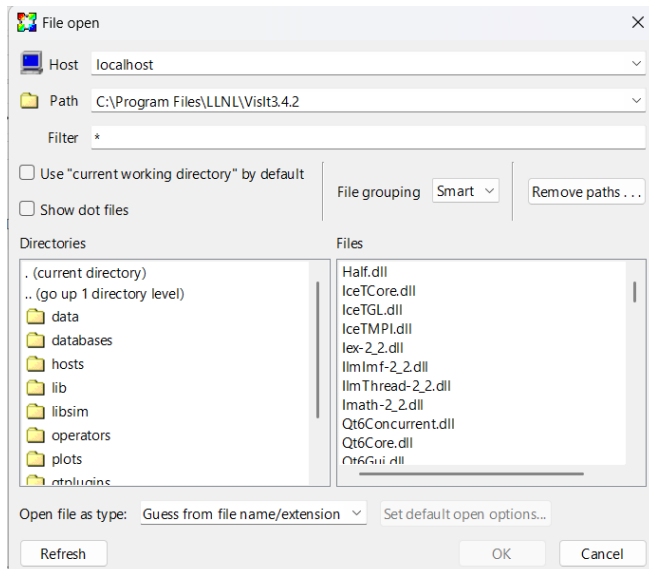 File open
Host localhost
Path C:\Program Files\LLNL\VisIt3.4.2
Filter *
Use "current working directory" by default
Show dot files
File grouping Smart
Remove paths . . .
Directories
. (current directory)
.. (go up 1 directory level)
data
databases
hosts
lib
libsim
operators
plots
qtplugins
Files
Half.dll
IceTCore.dll
IceTGL.dll
IceTMPI.dll
Iex-2_2.dll
IlmImf-2_2.dll
IlmThread-2_2.dll
Imath-2_2.dll
Qt6Concurrent.dll
Qt6Core.dll
Qt6Gui.dll
Open file as type: Guess from file name/extension Set default open options...
Refresh OK Cancel